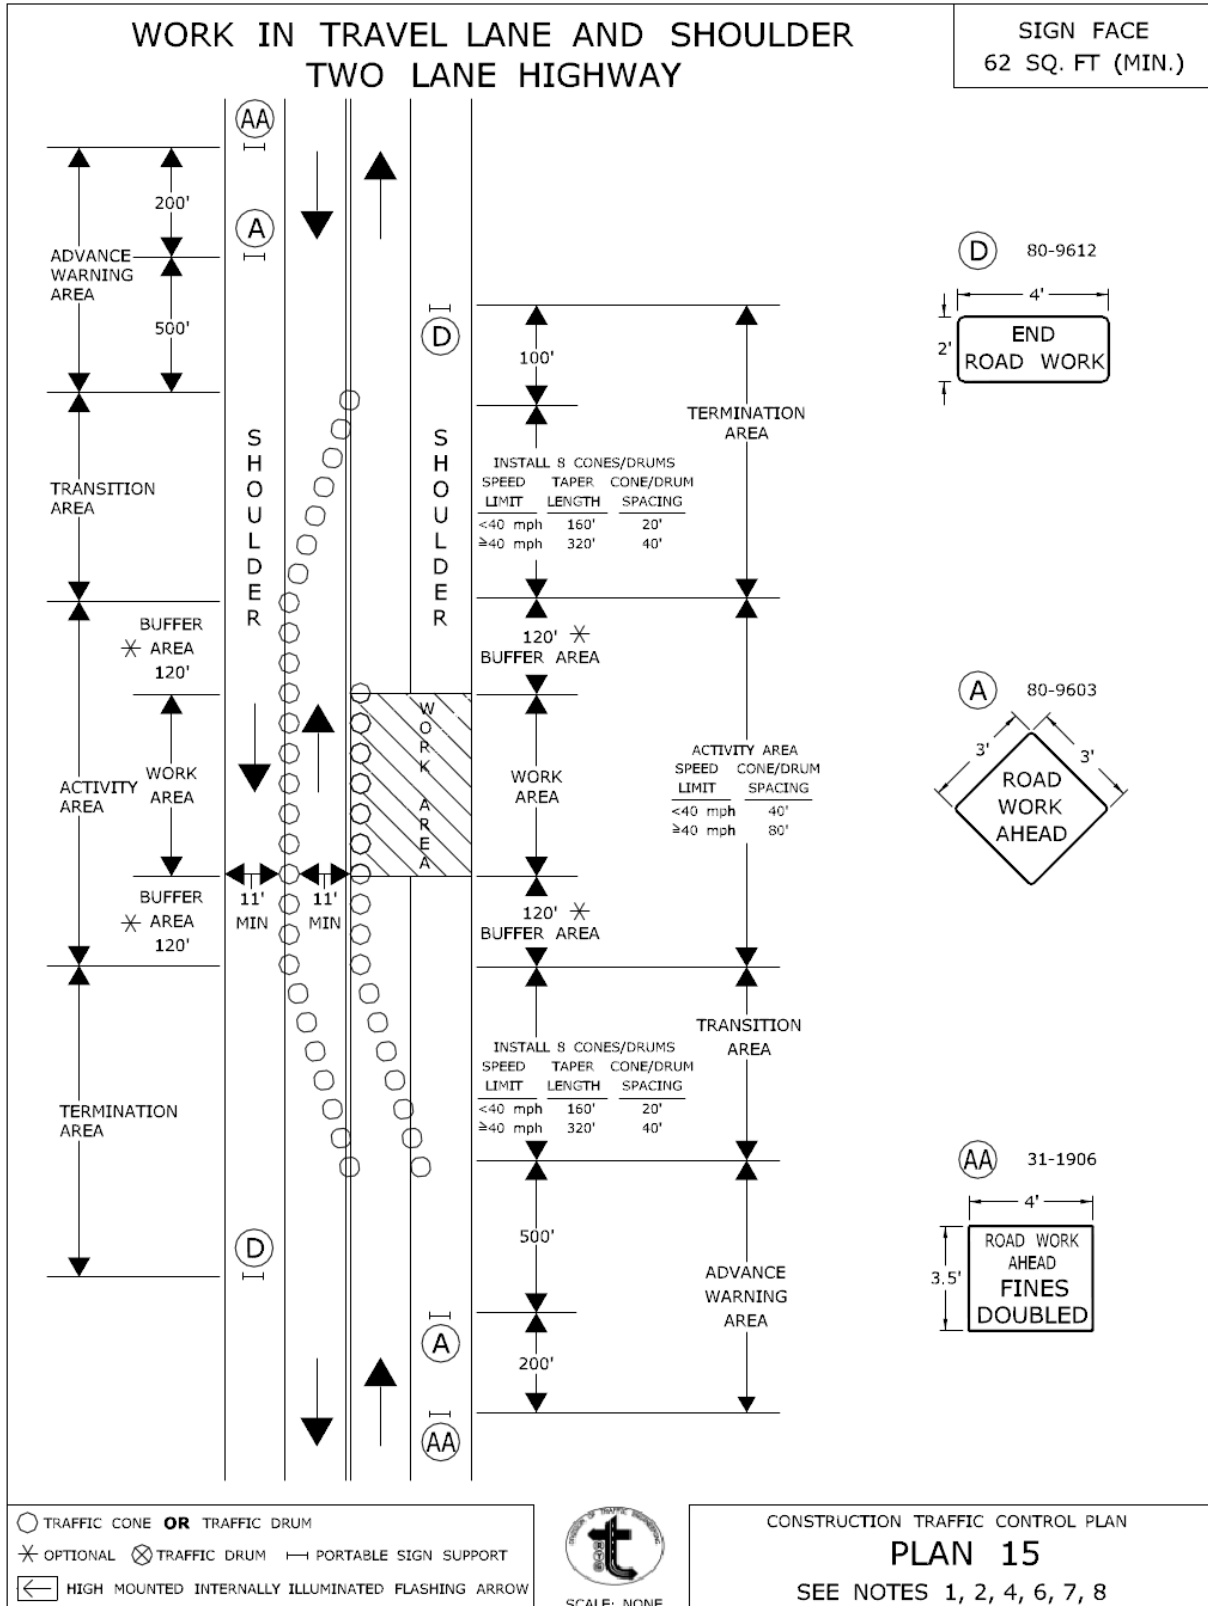 WORK IN TRAVEL LANE AND SHOULDER
TWO LANE HIGHWAY
SIGN FACE
62 SQ. FT (MIN.)
AA
200'
A
ADVANCE
WARNING
AREA
500'
D
100'
TERMINATION
AREA
SHOULDER
SHOULDER
TRANSITION
AREA
INSTALL 8 CONES/DRUMS
SPEED TAPER CONE/DRUM
LIMIT LENGTH SPACING
<40 mph 160' 20'
≥40 mph 320' 40'
BUFFER
AREA
120'
120'
BUFFER AREA
WORK AREA
ACTIVITY
AREA
WORK
AREA
WORK
AREA
ACTIVITY AREA
SPEED CONE/DRUM
LIMIT SPACING
<40 mph 40'
≥40 mph 80'
11'
MIN
11'
MIN
BUFFER
AREA
120'
120'
BUFFER AREA
TRANSITION
AREA
INSTALL 8 CONES/DRUMS
SPEED TAPER CONE/DRUM
LIMIT LENGTH SPACING
<40 mph 160' 20'
≥40 mph 320' 40'
TERMINATION
AREA
D
500'
ADVANCE
WARNING
AREA
A
200'
AA
D 80-9612
4'
2'
END
ROAD WORK
A 80-9603
3' 3'
ROAD
WORK
AHEAD
AA 31-1906
4'
3.5'
ROAD WORK
AHEAD
FINES
DOUBLED
TRAFFIC CONE OR TRAFFIC DRUM
OPTIONAL TRAFFIC DRUM PORTABLE SIGN SUPPORT
HIGH MOUNTED INTERNALLY ILLUMINATED FLASHING ARROW
DIVISION OF TRAFFIC ENGINEERING
SCALE: NONE
CONSTRUCTION TRAFFIC CONTROL PLAN
PLAN 15
SEE NOTES 1, 2, 4, 6, 7, 8